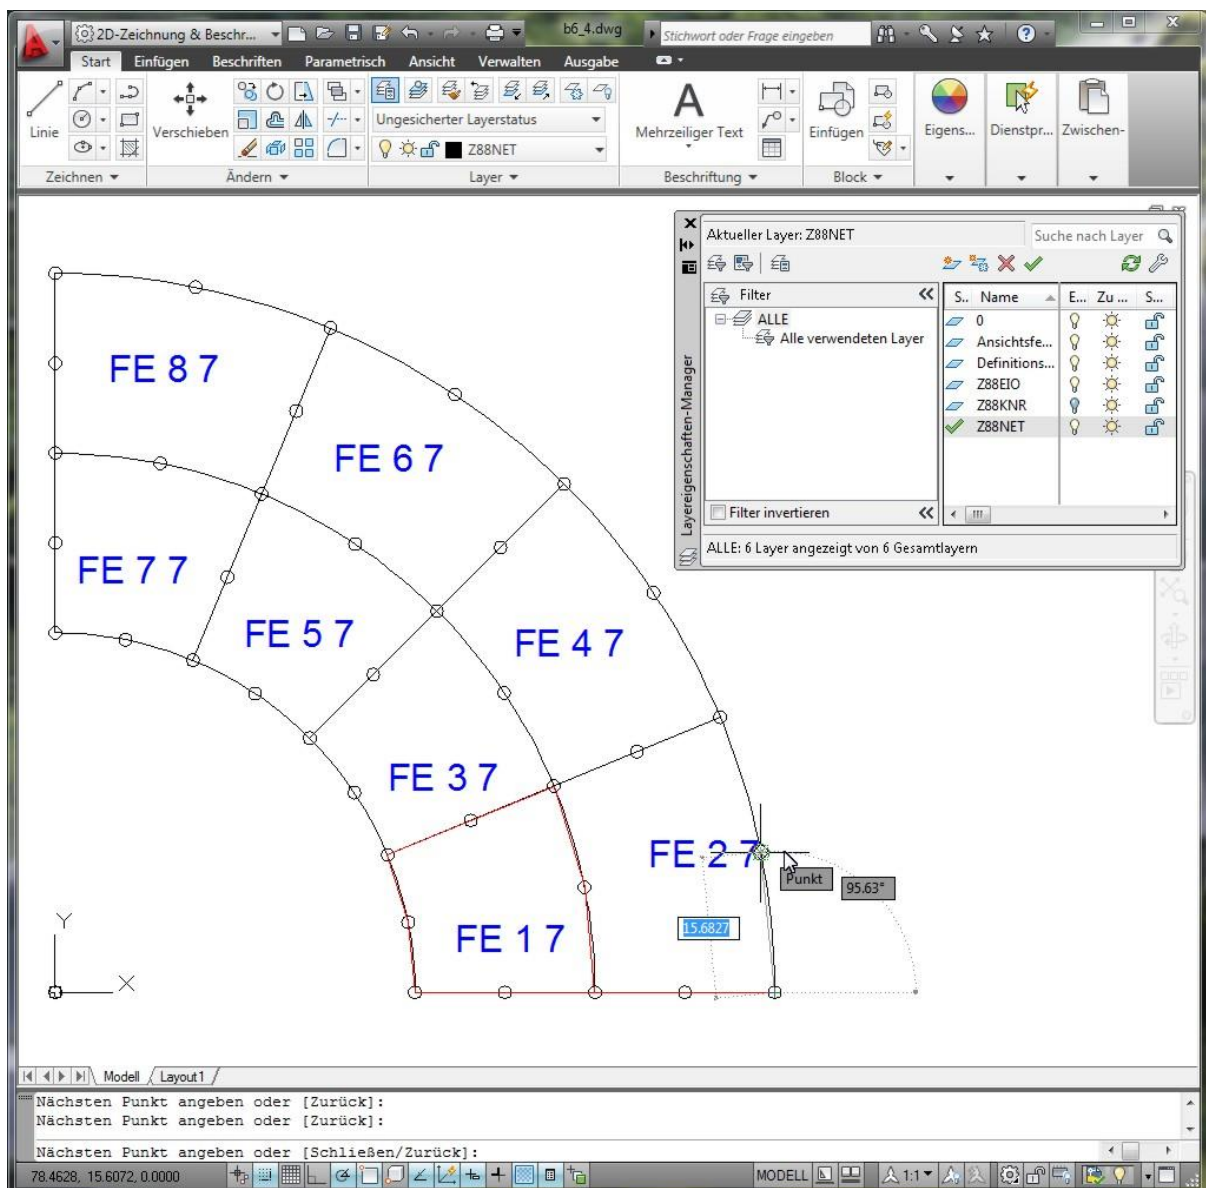 2D-Zeichnung & Beschr...
b6_4.dwg
Stichwort oder Frage eingeben
Start Einfügen Beschriften Parametrisch Ansicht Verwalten Ausgabe
Linie
Verschieben
Ungesicherter Layerstatus
Z88NET
Mehrzeiliger Text
Einfügen
Eigens...
Dienstpr...
Zwischen-
Zeichnen
Ändern
Layer
Beschriftung
Block
Layereigenschaften-Manager
Aktueller Layer: Z88NET
Suche nach Layer
Filter
ALLE
Alle verwendeten Layer
Filter invertieren
S.. Name E... Zu ... S...
0
Ansichtsfe...
Definitions...
Z88EIO
Z88KNR
Z88NET
ALLE: 6 Layer angezeigt von 6 Gesamtlayern
FE 8 7
FE 6 7
FE 7 7
FE 5 7
FE 4 7
FE 3 7
FE 2 7
FE 1 7
Punkt
95.63°
15.6827
Y
X
Modell
Layout1
Nächsten Punkt angeben oder [Zurück]:
Nächsten Punkt angeben oder [Zurück]:
Nächsten Punkt angeben oder [Schließen/Zurück]:
78.4628, 15.6072, 0.0000
MODELL
1:1